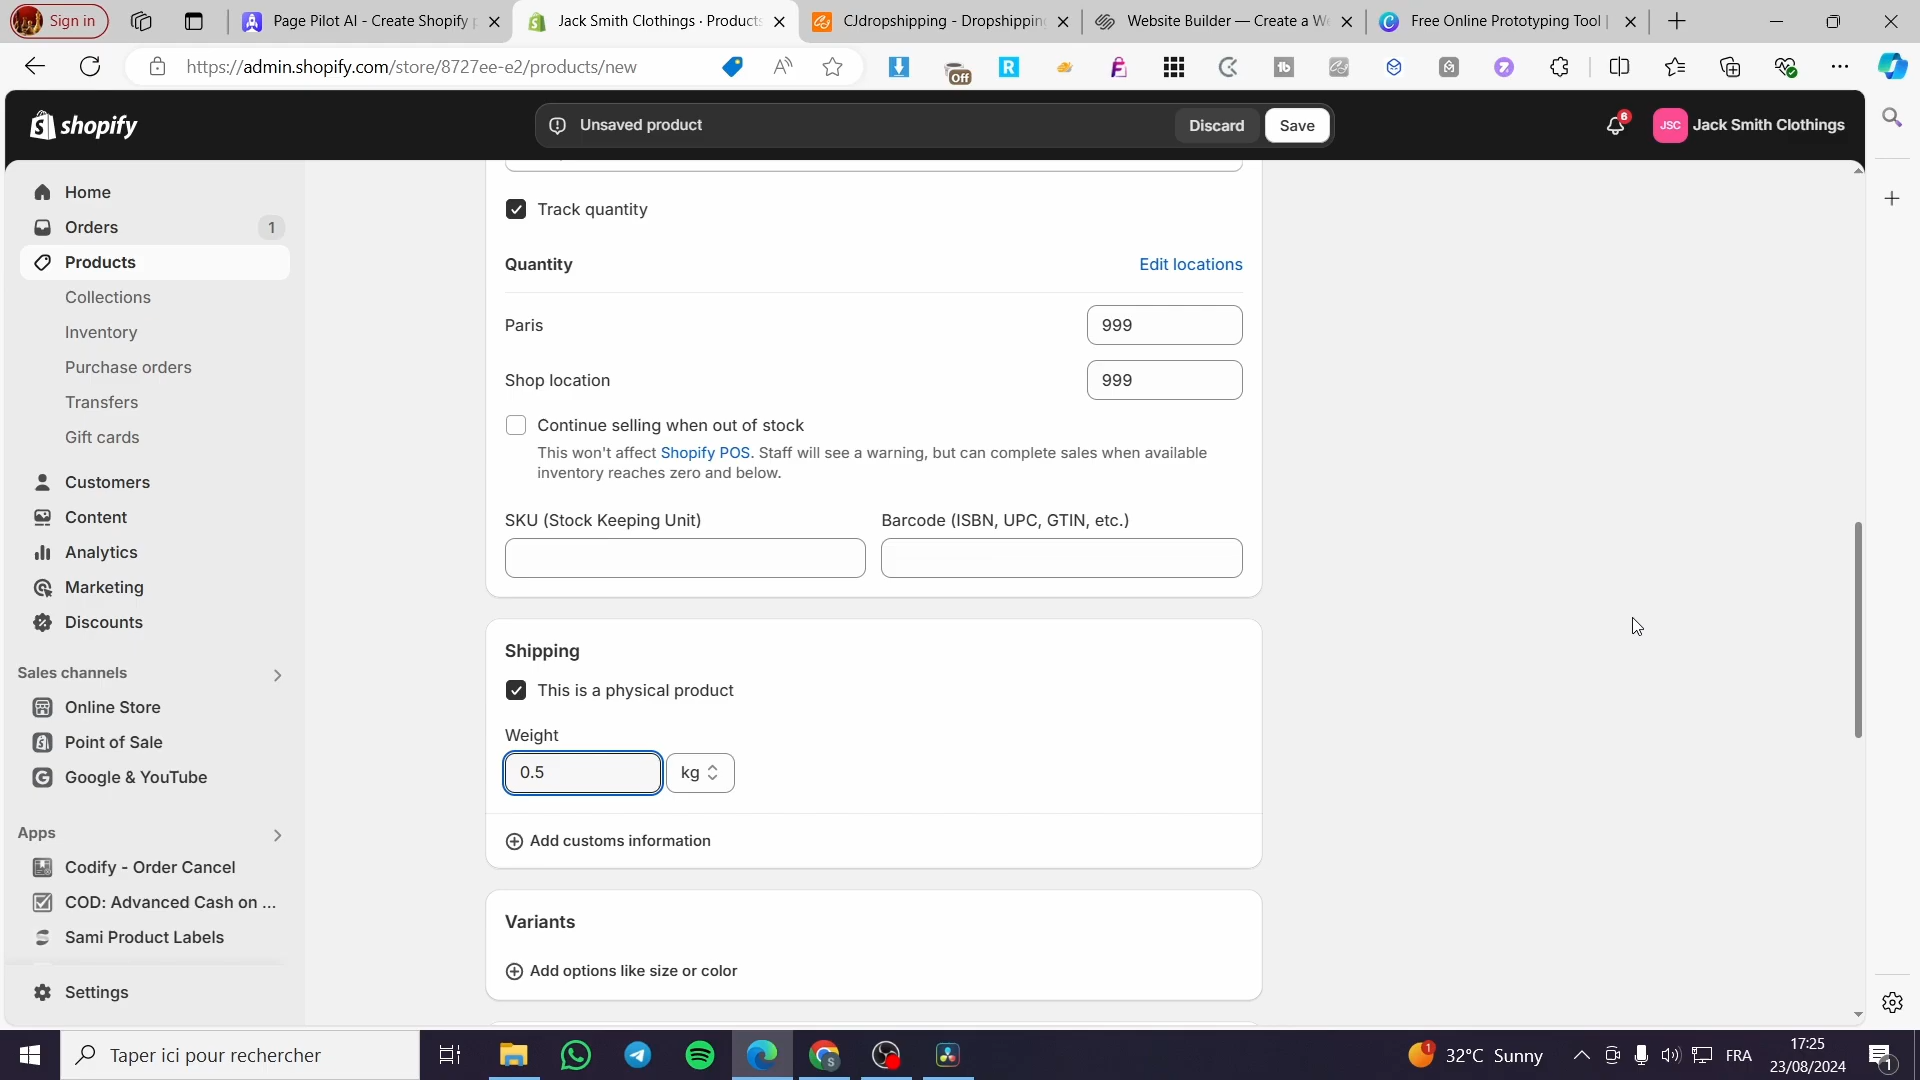 Sign in
Page Pilot AI - Create Shopify p
Jack Smith Clothings · Products
CJdropshipping - Dropshippin
Website Builder — Create a W
Free Online Prototyping Tool |
https://admin.shopify.com/store/8727ee-e2/products/new
Off
shopify
Unsaved product
Discard
Save
6
JSC
Jack Smith Clothings
Home
Orders
1
Products
Collections
Inventory
Purchase orders
Transfers
Gift cards
Customers
Content
Analytics
Marketing
Discounts
Sales channels
Online Store
Point of Sale
Google & YouTube
Apps
Codify - Order Cancel
COD: Advanced Cash on ...
Sami Product Labels
Settings
Track quantity
Quantity
Edit locations
Paris
999
Shop location
999
Continue selling when out of stock
This won't affect Shopify POS. Staff will see a warning, but can complete sales when available
inventory reaches zero and below.
SKU (Stock Keeping Unit)
Barcode (ISBN, UPC, GTIN, etc.)
Shipping
This is a physical product
Weight
0.5
kg
Add customs information
Variants
Add options like size or color
Taper ici pour rechercher
1
32°C Sunny
FRA
17:25
23/08/2024
1